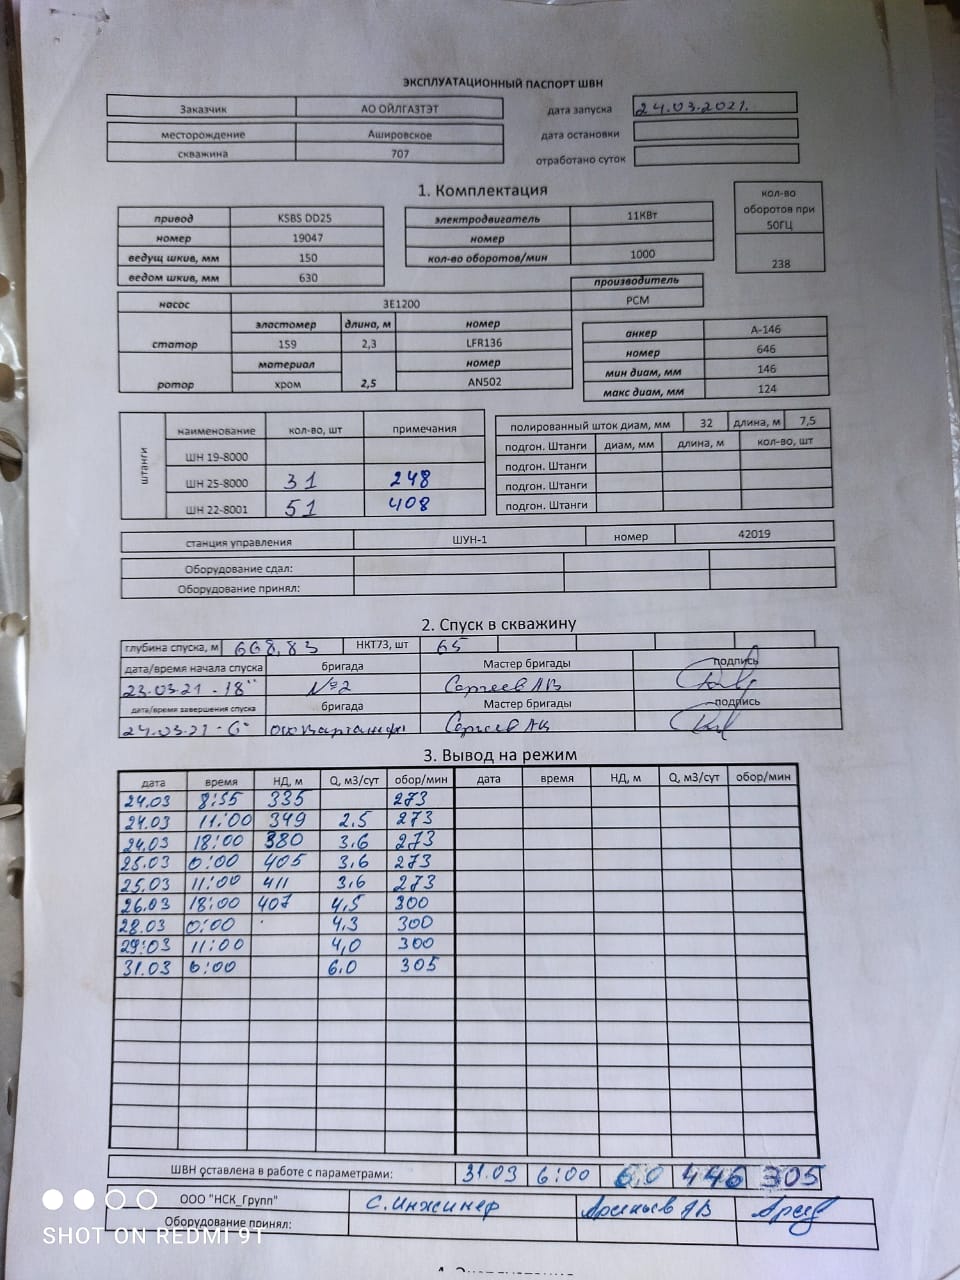 ЭКСПЛУАТАЦИОННЫЙ ПАСПОРТ ШВН
Заказчик АО ОЙЛГАЗТЭТ дата запуска 24.03.2021.
месторождение Ашировское дата остановки
скважина 707 отработано суток
1. Комплектация
кол-во оборотов при 50ГЦ
238
привод KSBS DD25 электродвигатель 11КВт
номер 19047 номер
ведущ шкив, мм 150 кол-во оборотов/мин 1000
ведом шкив, мм 630
производитель
насос 3Е1200 РСМ
эластомер длина, м номер
статор 159 2,3 LFR136
материал номер
ротор хром 2,5 AN502
анкер А-146
номер 646
мин диам, мм 146
макс диам, мм 124
штанги
наименование кол-во, шт примечания
ШН 19-8000
ШН 25-8000 31 248
ШН 22-8001 51 408
полированный шток диам, мм 32 длина, м 7,5
подгон. Штанги диам, мм длина, м кол-во, шт
подгон. Штанги
подгон. Штанги
подгон. Штанги
станция управления ШУН-1 номер 42019
Оборудование сдал:
Оборудование принял:
2. Спуск в скважину
глубина спуска, м 668,83 НКТ73, шт 65
дата/время начала спуска бригада Мастер бригады подпись
23.03.21 - 18 №2 Сергеев АВ
дата/время завершения спуска бригада Мастер бригады подпись
24.03.21 - 6 Сергеев АВ
3. Вывод на режим
дата время НД, м Q, м3/сут обор/мин дата время НД, м Q, м3/сут обор/мин
24.03 8:55 335 273
24.03 11:00 349 2,5 273
24.03 18:00 380 3,6 273
25.03 0:00 405 3,6 273
25.03 11:00 411 3,6 273
26.03 18:00 407 4,5 300
28.03 0:00 4,3 300
29.03 11:00 4,0 300
31.03 6:00 6.0 305
ШВН оставлена в работе с параметрами: 31.03 6:00 6.0 446 305
ООО "НСК_Групп" С.Инженер
Оборудование принял:
SHOT ON REDMI 9T